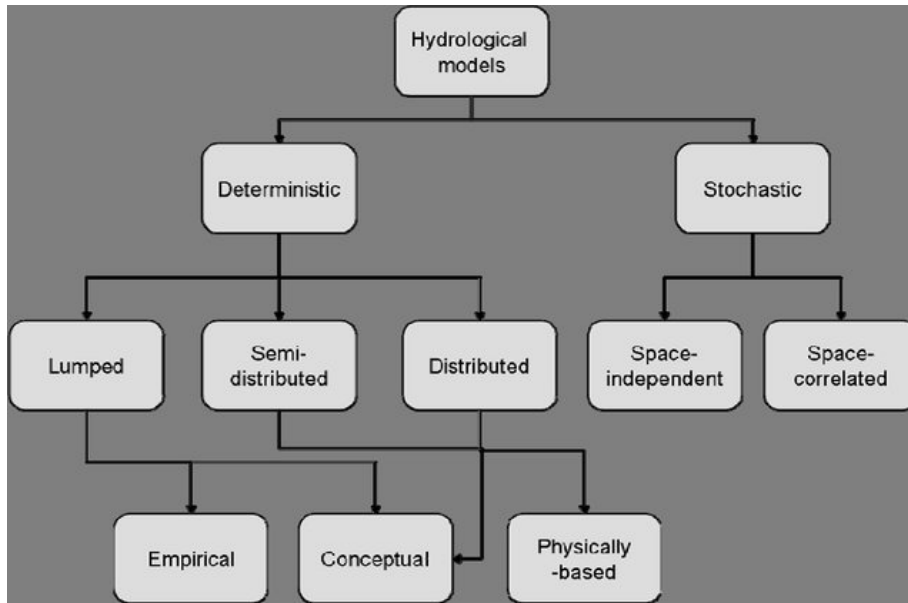 Hydrological
models
Deterministic
Stochastic
Lumped
Semi-
distributed
Distributed
Space-
independent
Space-
correlated
Empirical
Conceptual
Physically
-based